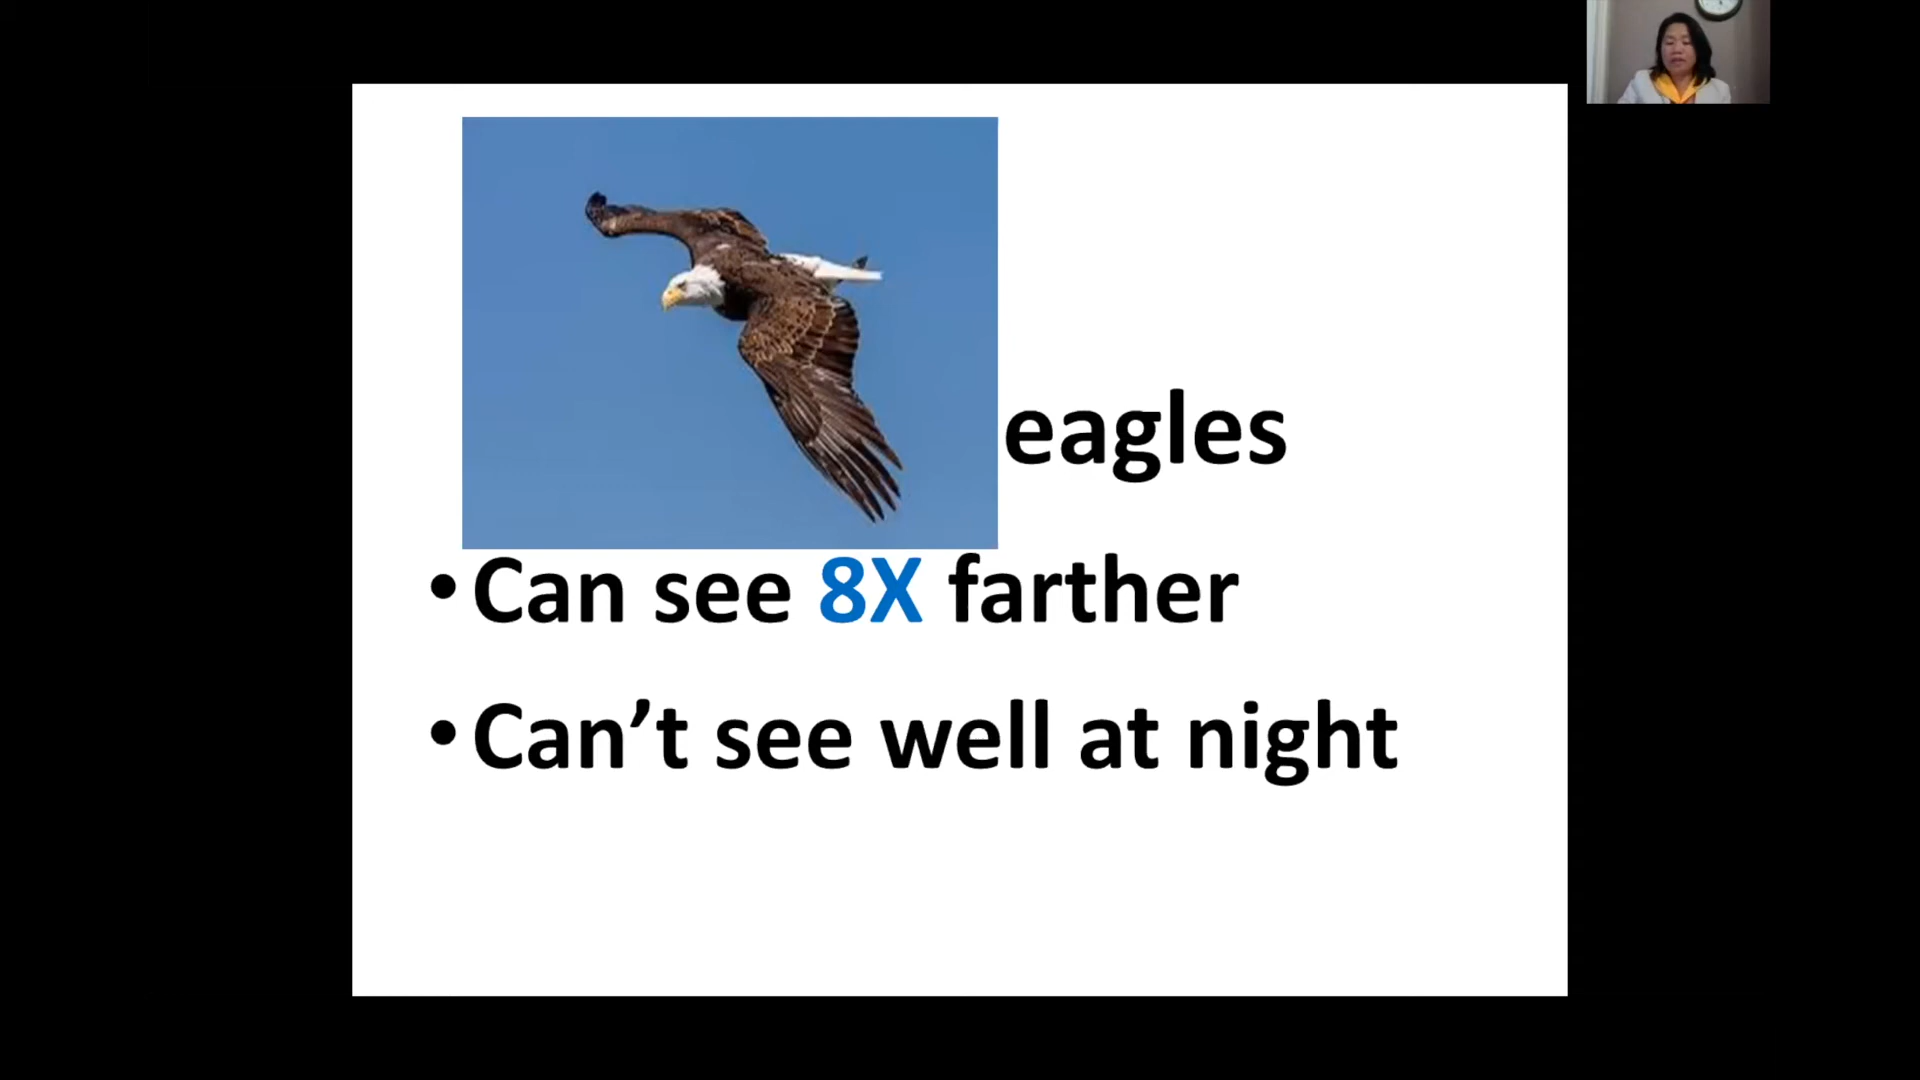 eagles
• Can see 8X farther
• Can’t see well at night